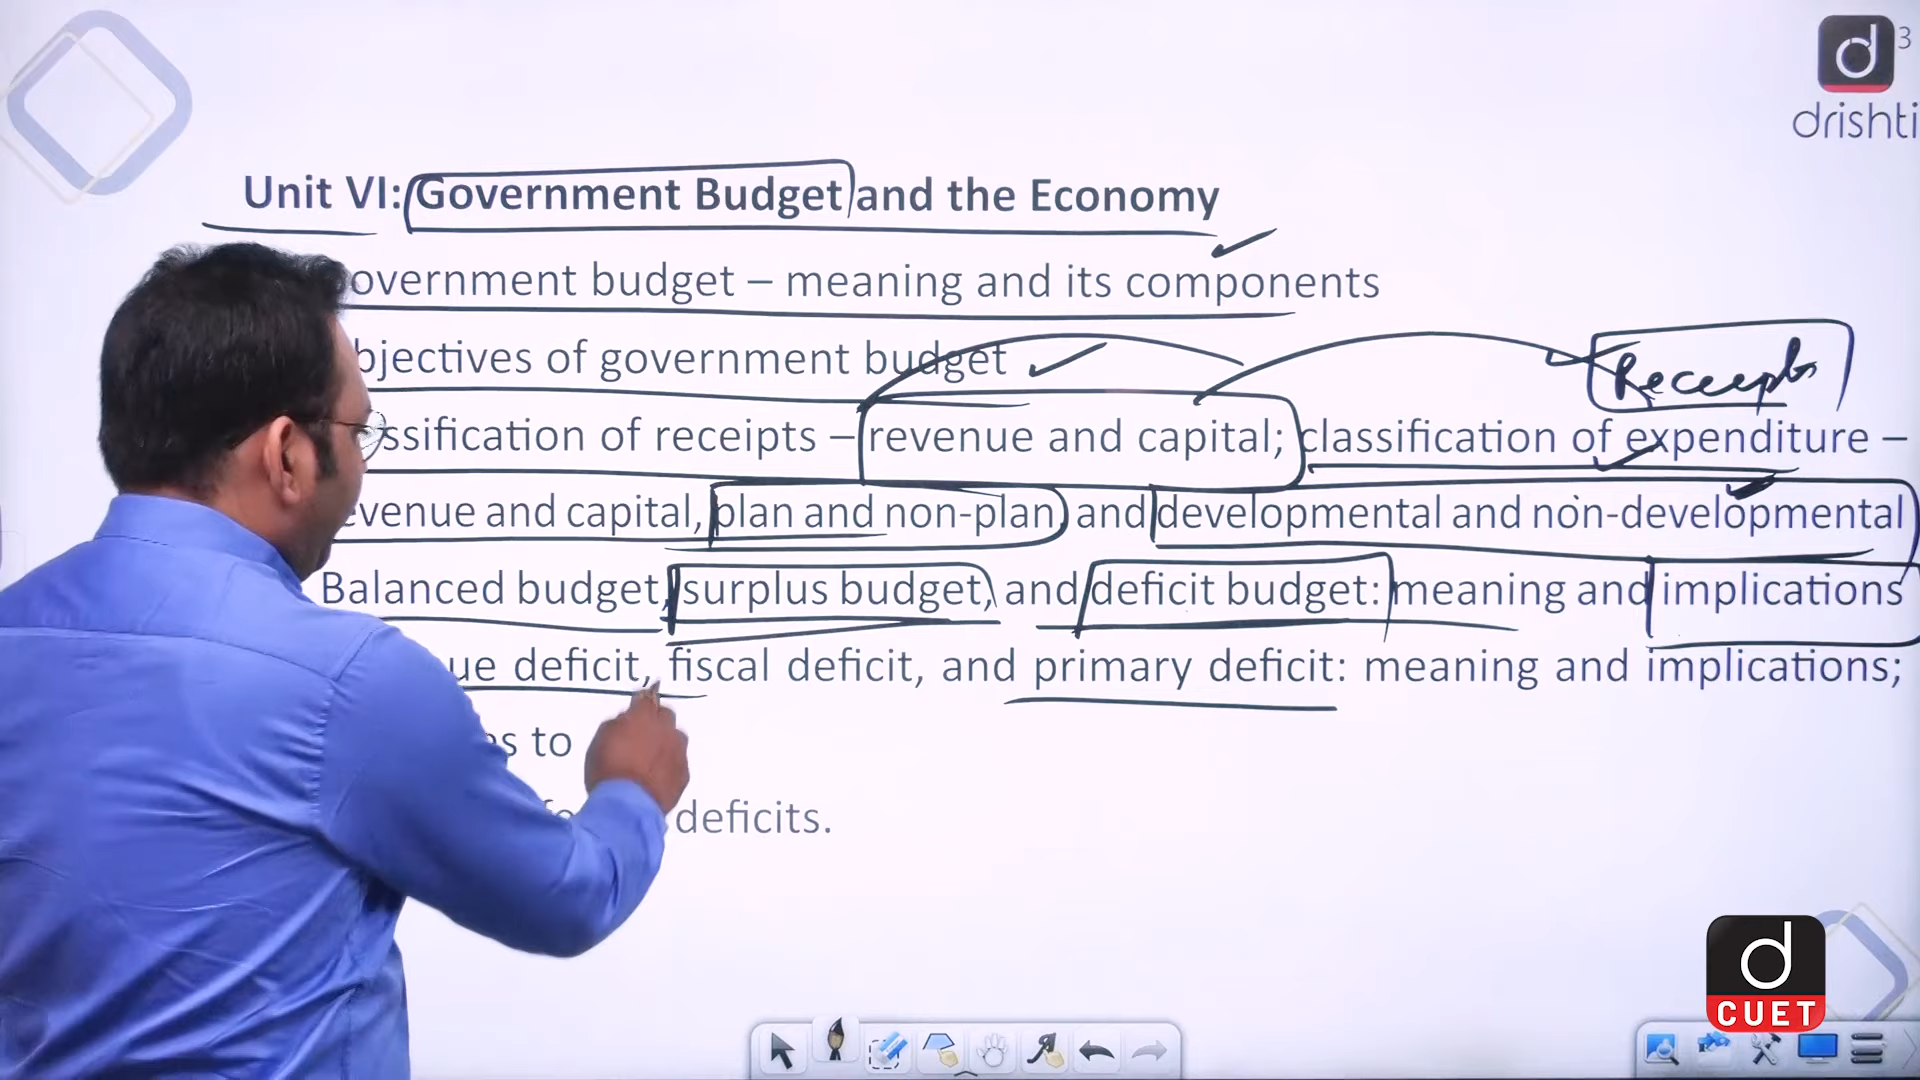 3
drishti
Unit VI: Government Budget and the Economy
overnment budget – meaning and its components
bjectives of government budget
Receipts
ssification of receipts – revenue and capital; classification of expenditure –
evenue and capital, plan and non-plan, and developmental and non-developmental
Balanced budget, surplus budget, and deficit budget: meaning and implications
ue deficit, fiscal deficit, and primary deficit: meaning and implications;
s to
deficits.
d
CUET